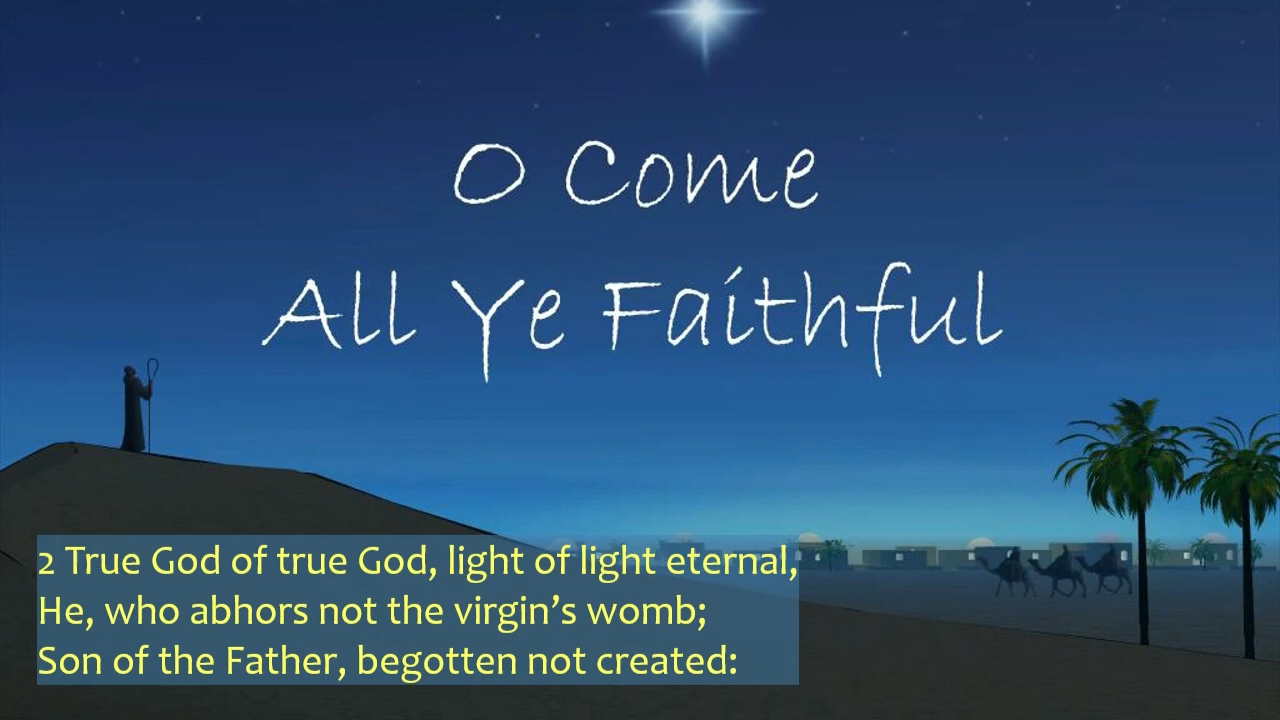 O Come
All Ye Faithful
2 True God of true God, light of light eternal,
He, who abhors not the virgin’s womb;
Son of the Father, begotten not created: